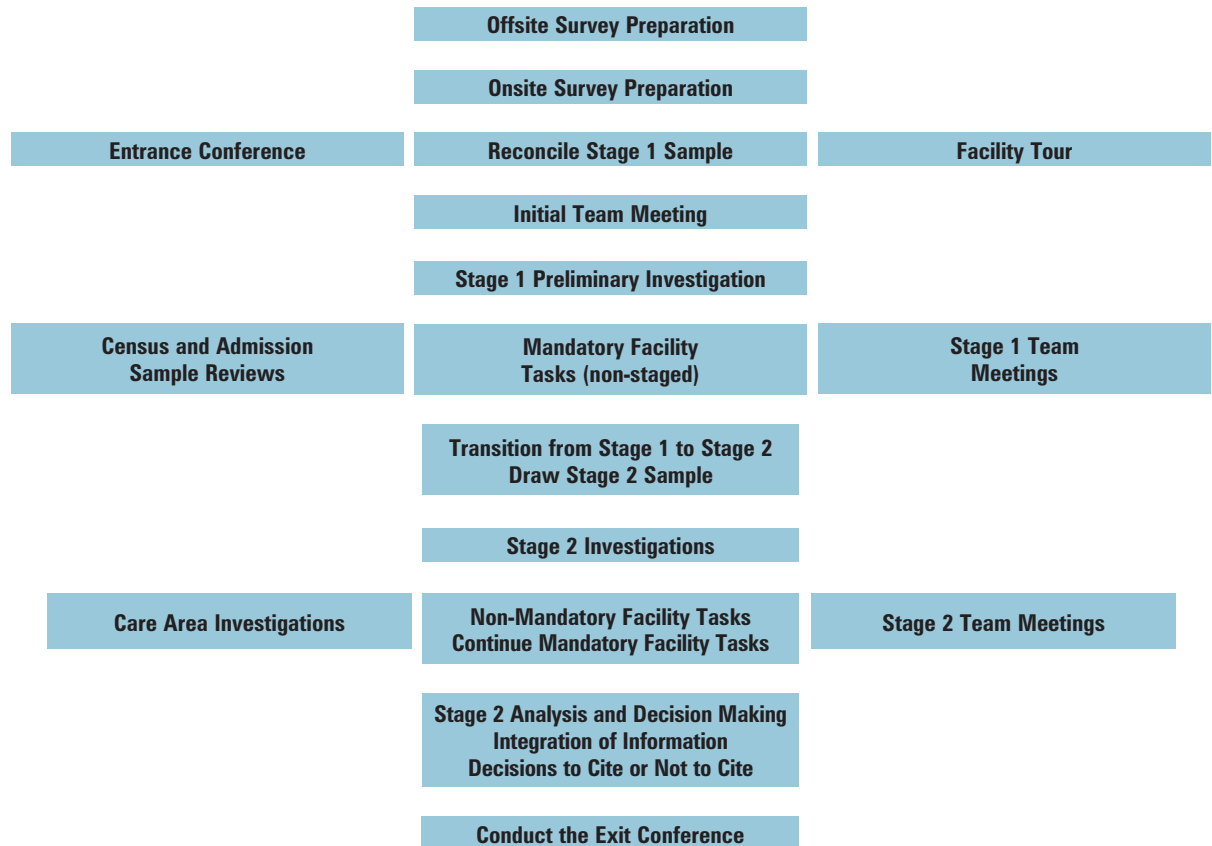 Offsite Survey Preparation
Onsite Survey Preparation
Entrance Conference
Reconcile Stage 1 Sample
Facility Tour
Initial Team Meeting
Stage 1 Preliminary Investigation
Census and Admission
Sample Reviews
Mandatory Facility
Tasks (non-staged)
Stage 1 Team
Meetings
Transition from Stage 1 to Stage 2
Draw Stage 2 Sample
Stage 2 Investigations
Care Area Investigations
Non-Mandatory Facility Tasks
Continue Mandatory Facility Tasks
Stage 2 Team Meetings
Stage 2 Analysis and Decision Making
Integration of Information
Decisions to Cite or Not to Cite
Conduct the Exit Conference